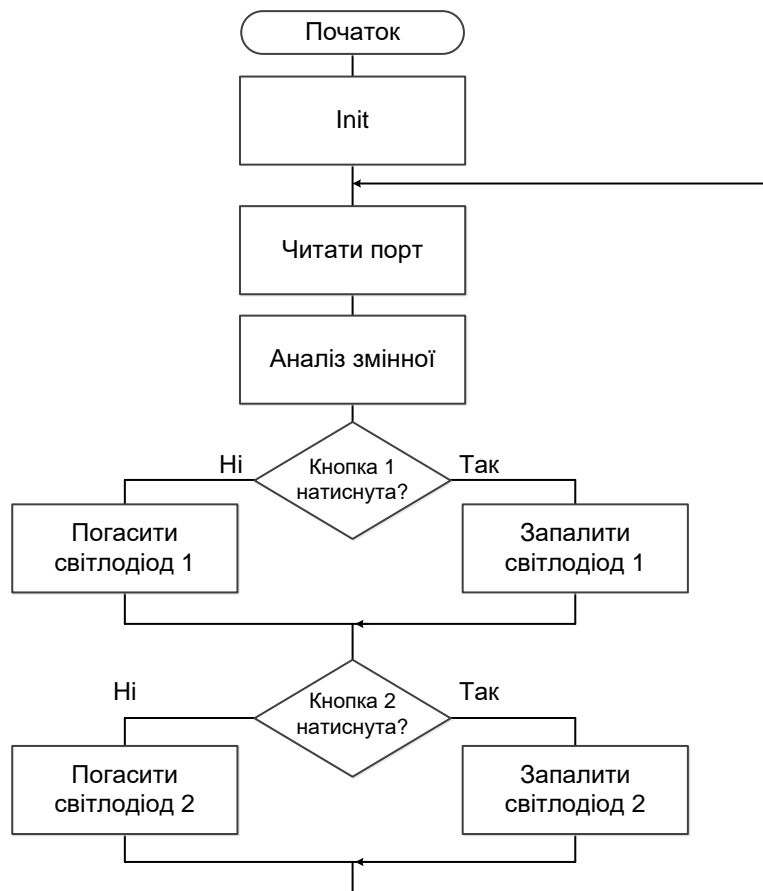 Початок
Init
Читати порт
Аналіз змінної
Ні
Кнопка 1
натиснута?
Так
Погасити
світлодіод 1
Запалити
світлодіод 1
Ні
Кнопка 2
натиснута?
Так
Погасити
світлодіод 2
Запалити
світлодіод 2